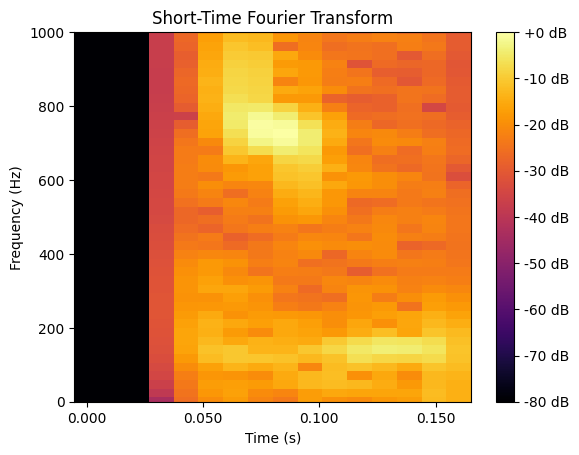 Short-Time Fourier Transform
1000
800
600
400
200
0
Frequency (Hz)
0.000
0.050
0.100
0.150
Time (s)
+0 dB
-10 dB
-20 dB
-30 dB
-40 dB
-50 dB
-60 dB
-70 dB
-80 dB